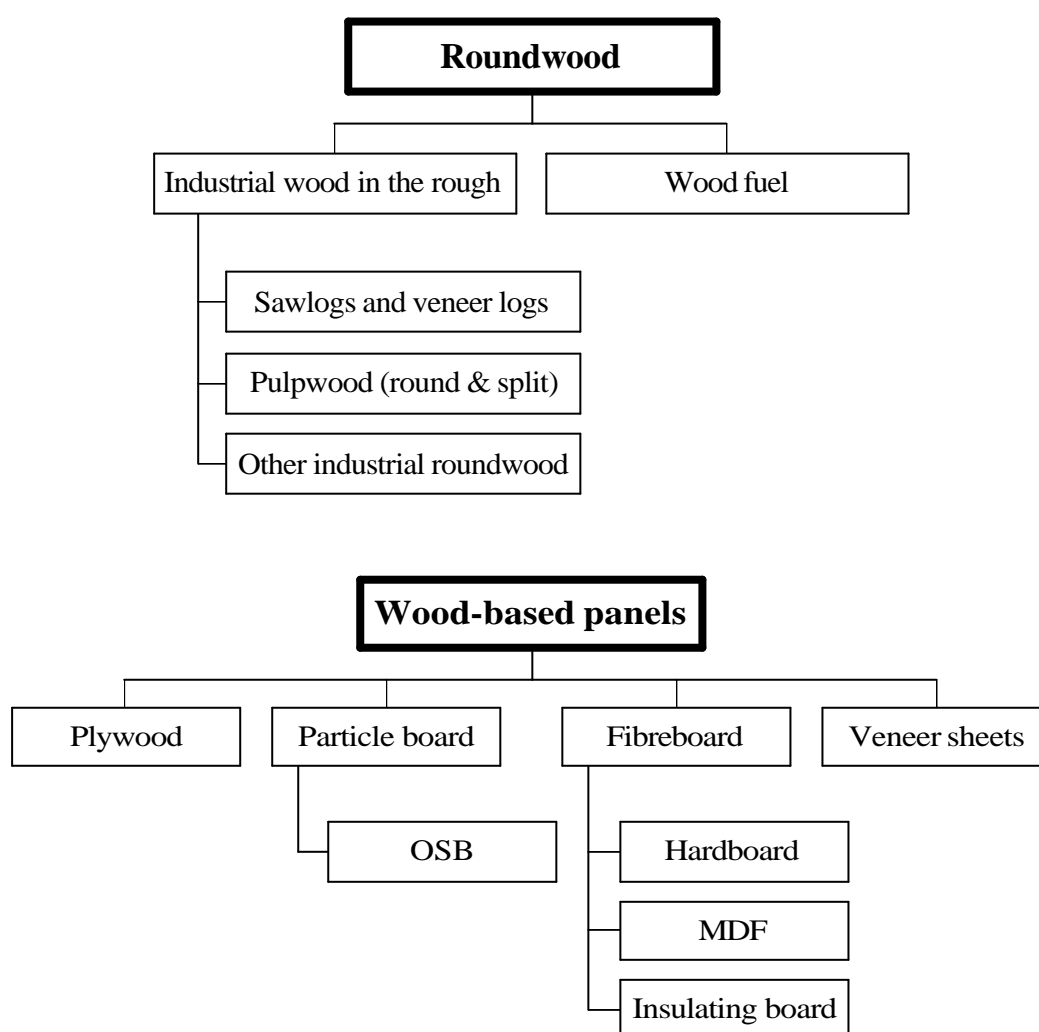 Roundwood
Industrial wood in the rough
Wood fuel
Sawlogs and veneer logs
Pulpwood (round & split)
Other industrial roundwood
Wood-based panels
Plywood
Particle board
Fibreboard
Veneer sheets
OSB
Hardboard
MDF
Insulating board